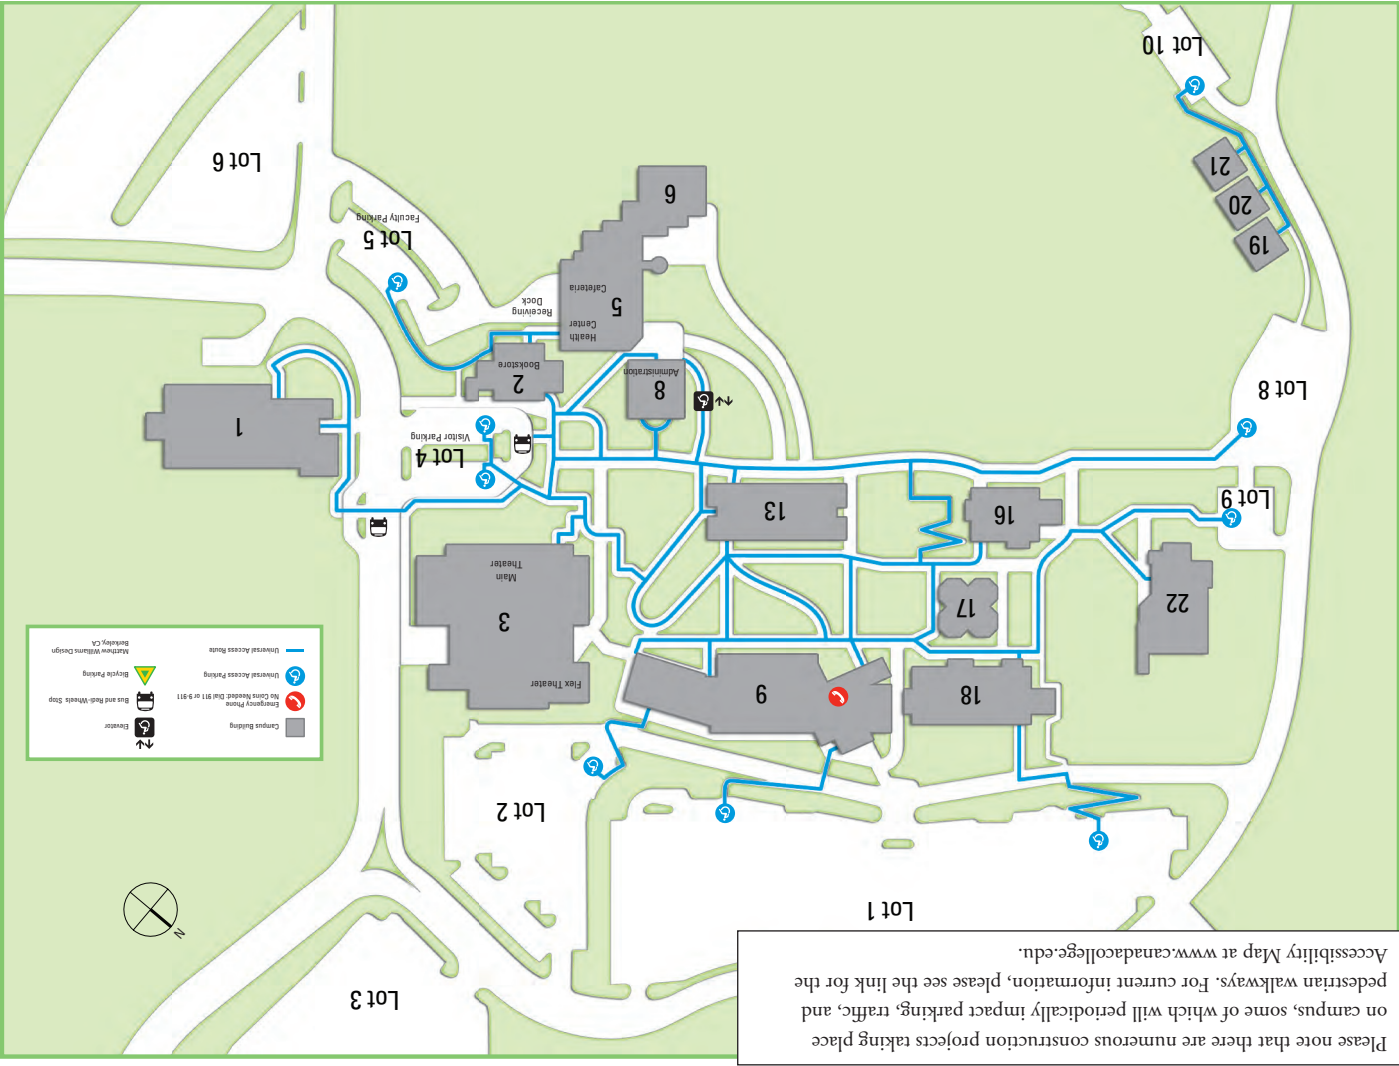 Please note that there are numerous construction projects taking place
on campus, some of which will periodically impact parking, traffic, and
pedestrian walkways. For current information, please see the link for the
Accessibility Map at www.canadacollege.edu.
Lot 3
N
Lot 1
Lot 2
Campus Building
Emergency Phone
No Coins Needed: Dial 911 or 9-911
Universal Access Parking
Universal Access Route
Elevator
Bus and Redi-Wheels Stop
Bicycle Parking
Matthew Williams Design
Berkeley, CA
18
9
Flex Theater
3
Main
Theater
22
17
16
13
Lot 9
Lot 4
Visitor Parking
1
Lot 8
8
Administration
2
Bookstore
Health
Center
5
Cafeteria
Receiving
Dock
19
20
21
Lot 5
Faculty Parking
6
Lot 6
Lot 10